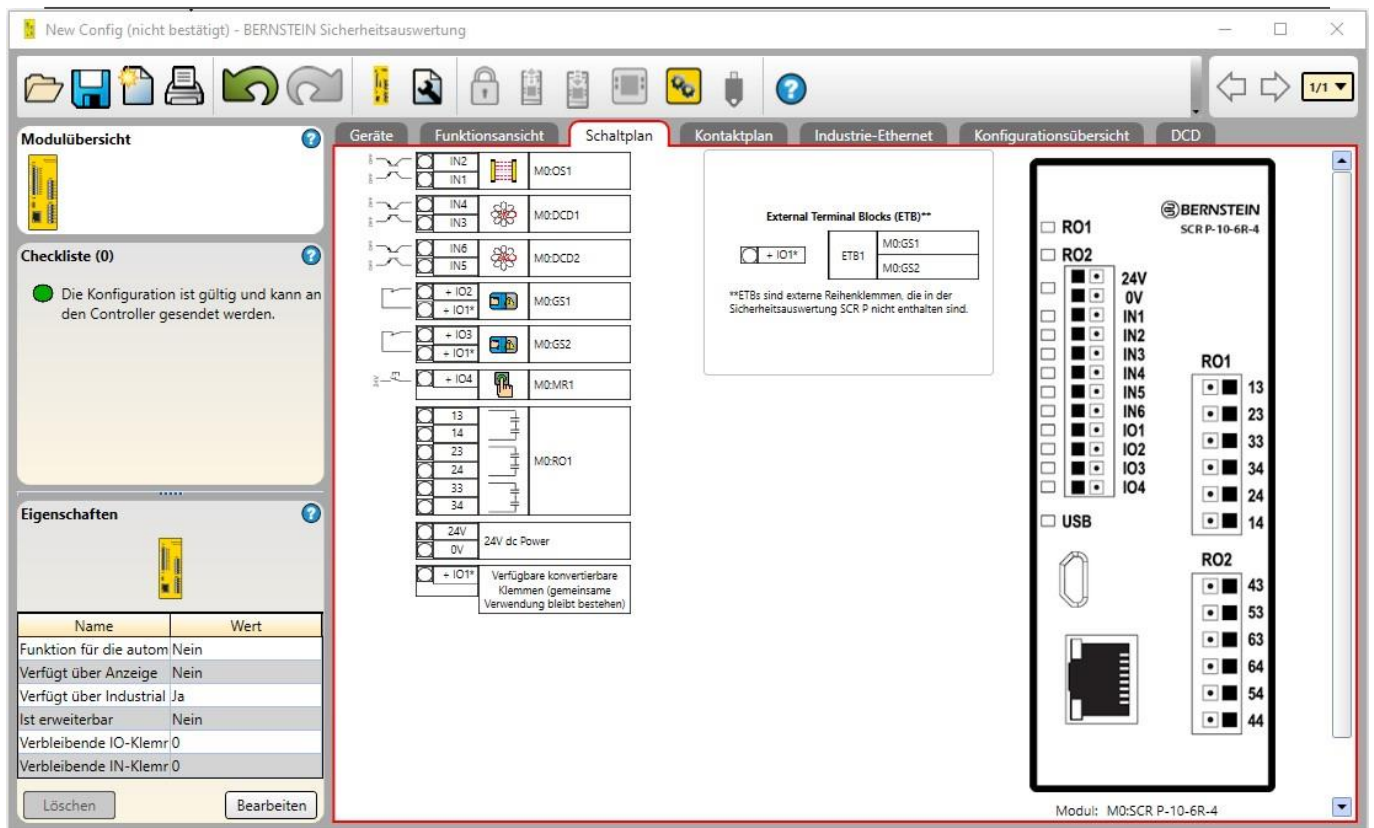 New Config (nicht bestätigt) - BERNSTEIN Sicherheitsauswertung
1/1
Modulübersicht
Checkliste (0)
Die Konfiguration ist gültig und kann an
den Controller gesendet werden.
Eigenschaften
Name Wert
Funktion für die autom Nein
Verfügt über Anzeige Nein
Verfügt über Industrial Ja
Ist erweiterbar Nein
Verbleibende IO-Klemr 0
Verbleibende IN-Klemr 0
Löschen Bearbeiten
Geräte Funktionsansicht Schaltplan Kontaktplan Industrie-Ethernet Konfigurationsübersicht DCD
IN2
IN1
M0:OS1
IN4
IN3
M0:DCD1
IN6
IN5
M0:DCD2
+ IO2
+ IO1*
M0:GS1
+ IO3
+ IO1*
M0:GS2
+ IO4
M0:MR1
13
14
23
24
33
34
M0:RO1
24V
0V
24V dc Power
+ IO1*
Verfügbare konvertierbare
Klemmen (gemeinsame
Verwendung bleibt bestehen)
External Terminal Blocks (ETB)**
+ IO1*
ETB1
M0:GS1
M0:GS2
**ETBs sind externe Reihenklemmen, die in der
Sicherheitsauswertung SCR P nicht enthalten sind.
BERNSTEIN
SCR P-10-6R-4
RO1
RO2
24V
0V
IN1
IN2
IN3
IN4
IN5
IN6
IO1
IO2
IO3
IO4
USB
RO1
13
23
33
34
24
14
RO2
43
53
63
64
54
44
Modul: M0:SCR P-10-6R-4